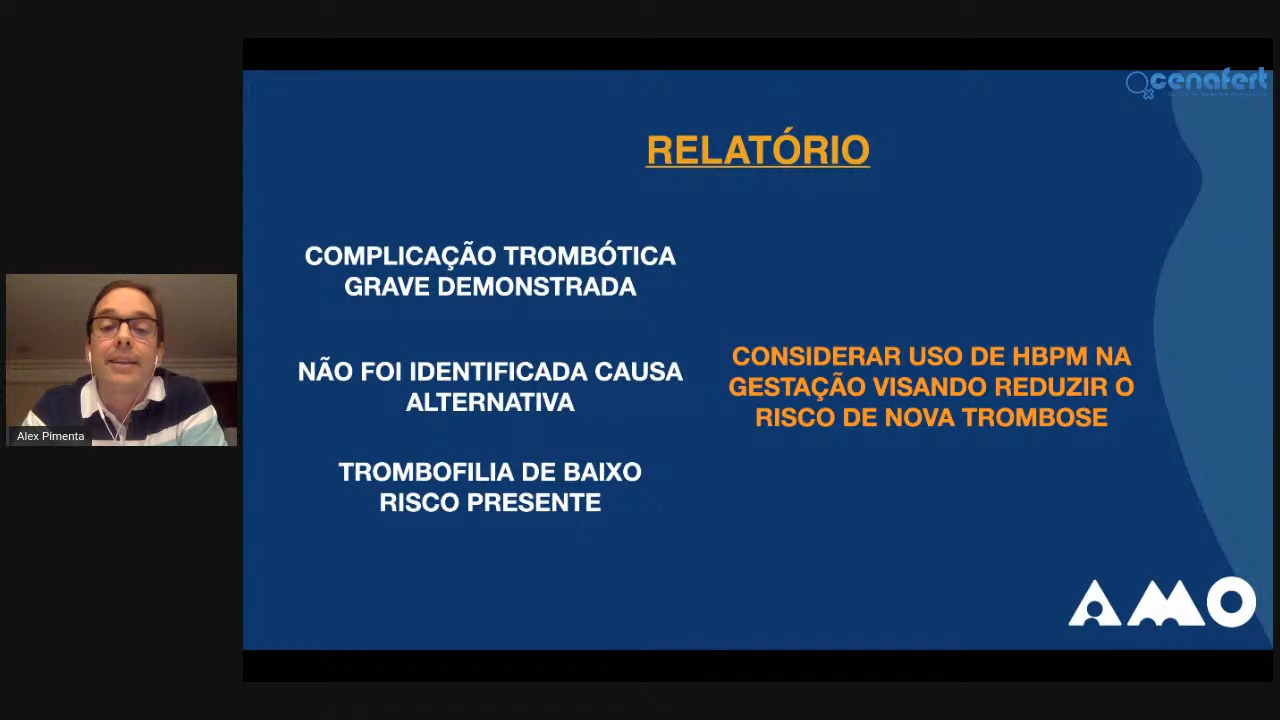 cenafert
RELATÓRIO
COMPLICAÇÃO TROMBÓTICA
GRAVE DEMONSTRADA
NÃO FOI IDENTIFICADA CAUSA
ALTERNATIVA
TROMBOFILIA DE BAIXO
RISCO PRESENTE
CONSIDERAR USO DE HBPM NA
GESTAÇÃO VISANDO REDUZIR O
RISCO DE NOVA TROMBOSE
Alex Pimenta
AMO